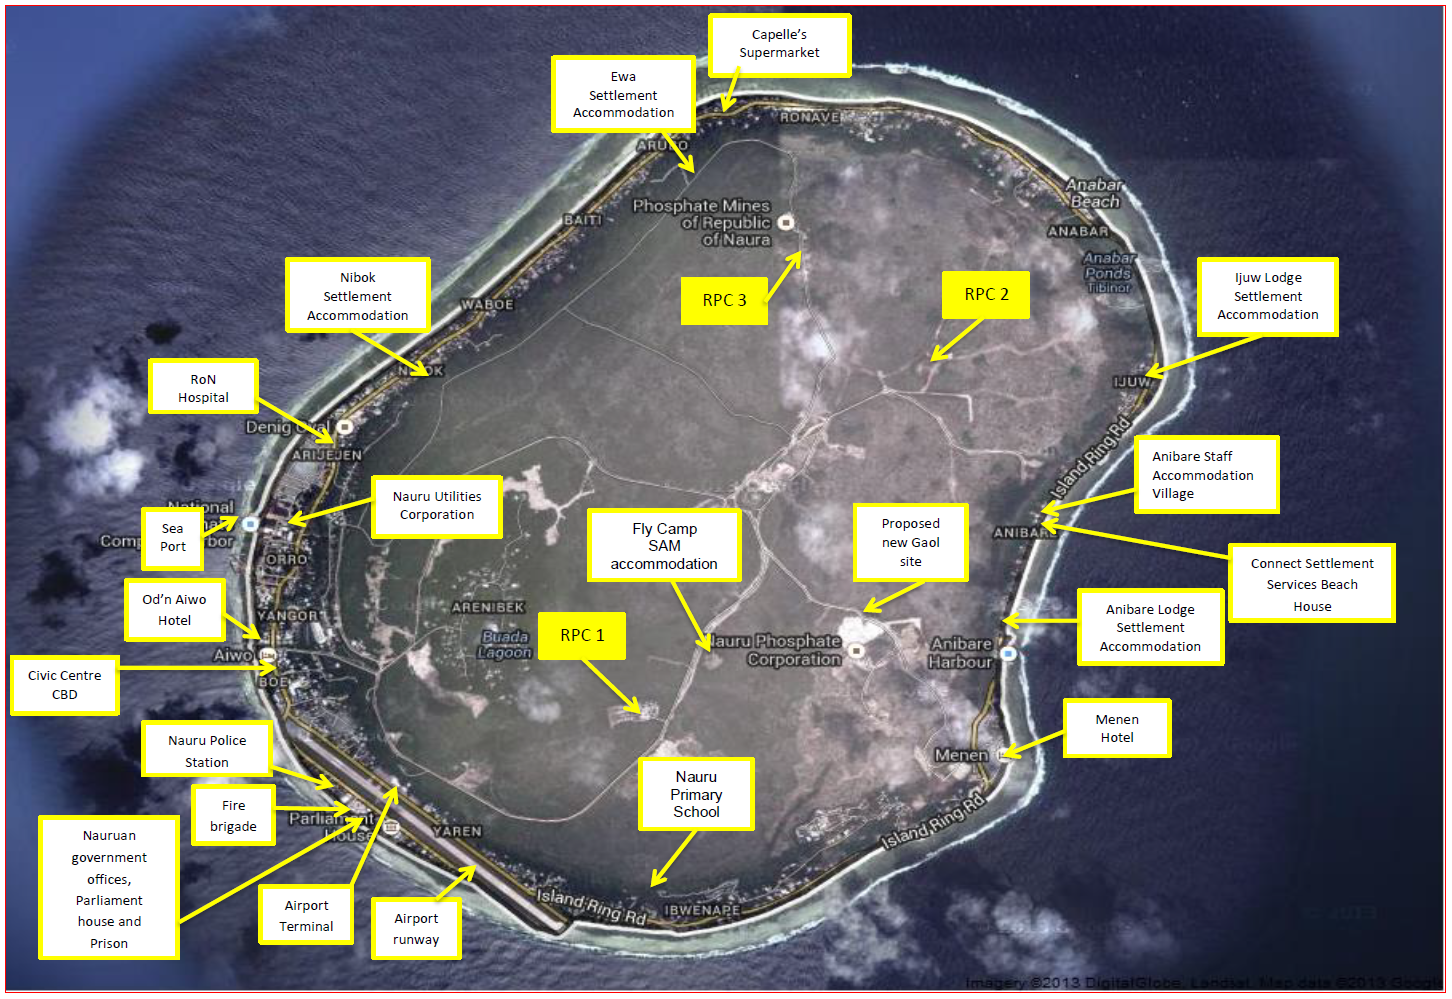 Capelle's
Supermarket
Ewa
Settlement
Accommodation
RONAVE
Anabar
Beach
BAITI
Phosphate Mines
of Republic
of Naura
ANABAR
Anabar
Ponds
Tibinor
Nibok
Settlement
Accommodation
RPC 3
RPC 2
Ijuw Lodge
Settlement
Accommodation
WABOE
RoN
Hospital
IJUW
Denig
ARIJEJEN
Island Ring Rd
Anibare Staff
Accommodation
Village
Nauru Utilities
Corporation
National
Sea
Port
Fly Camp
SAM
accommodation
Proposed
new Gaol
site
ANIBARE
Connect Settlement
Services Beach
House
ORRO
Od'n Aiwo
Hotel
YANGOR
ARENIBEK
Buada
Lagoon
RPC 1
Nauru Phosphate
Corporation
Anibare
Harbour
Anibare Lodge
Settlement
Accommodation
Aiwo
Civic Centre
CBD
BOE
Menen
Hotel
Menen
Nauru Police
Station
Nauru
Primary
School
Fire
brigade
Parliament
House
YAREN
Island Ring Rd
Nauruan
government
offices,
Parliament
house and
Prison
Airport
Terminal
Airport
runway
Island Ring Rd
IBWENAPE
Imagery ©2013 DigitalGlobe, Landsat, Map data ©2013 Google